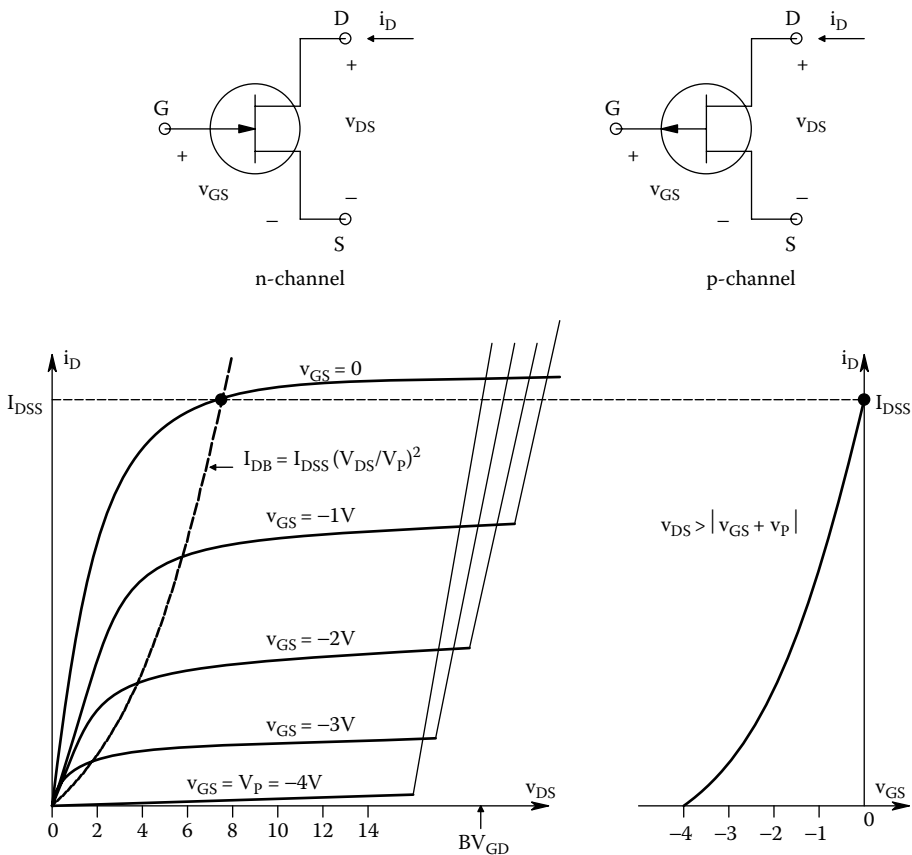 D i_D
+
G
v_DS
+
v_GS
−
−
S
n-channel
D i_D
+
G
v_DS
+
v_GS
−
−
S
p-channel
i_D
v_GS = 0
I_DSS
I_DB = I_DSS (V_DS/V_P)^2
v_GS = −1V
v_GS = −2V
v_GS = −3V
v_GS = V_P = −4V
v_DS
0 2 4 6 8 10 12 14
BV_GD
i_D
I_DSS
v_DS > |v_GS + v_P|
v_GS
−4 −3 −2 −1 0